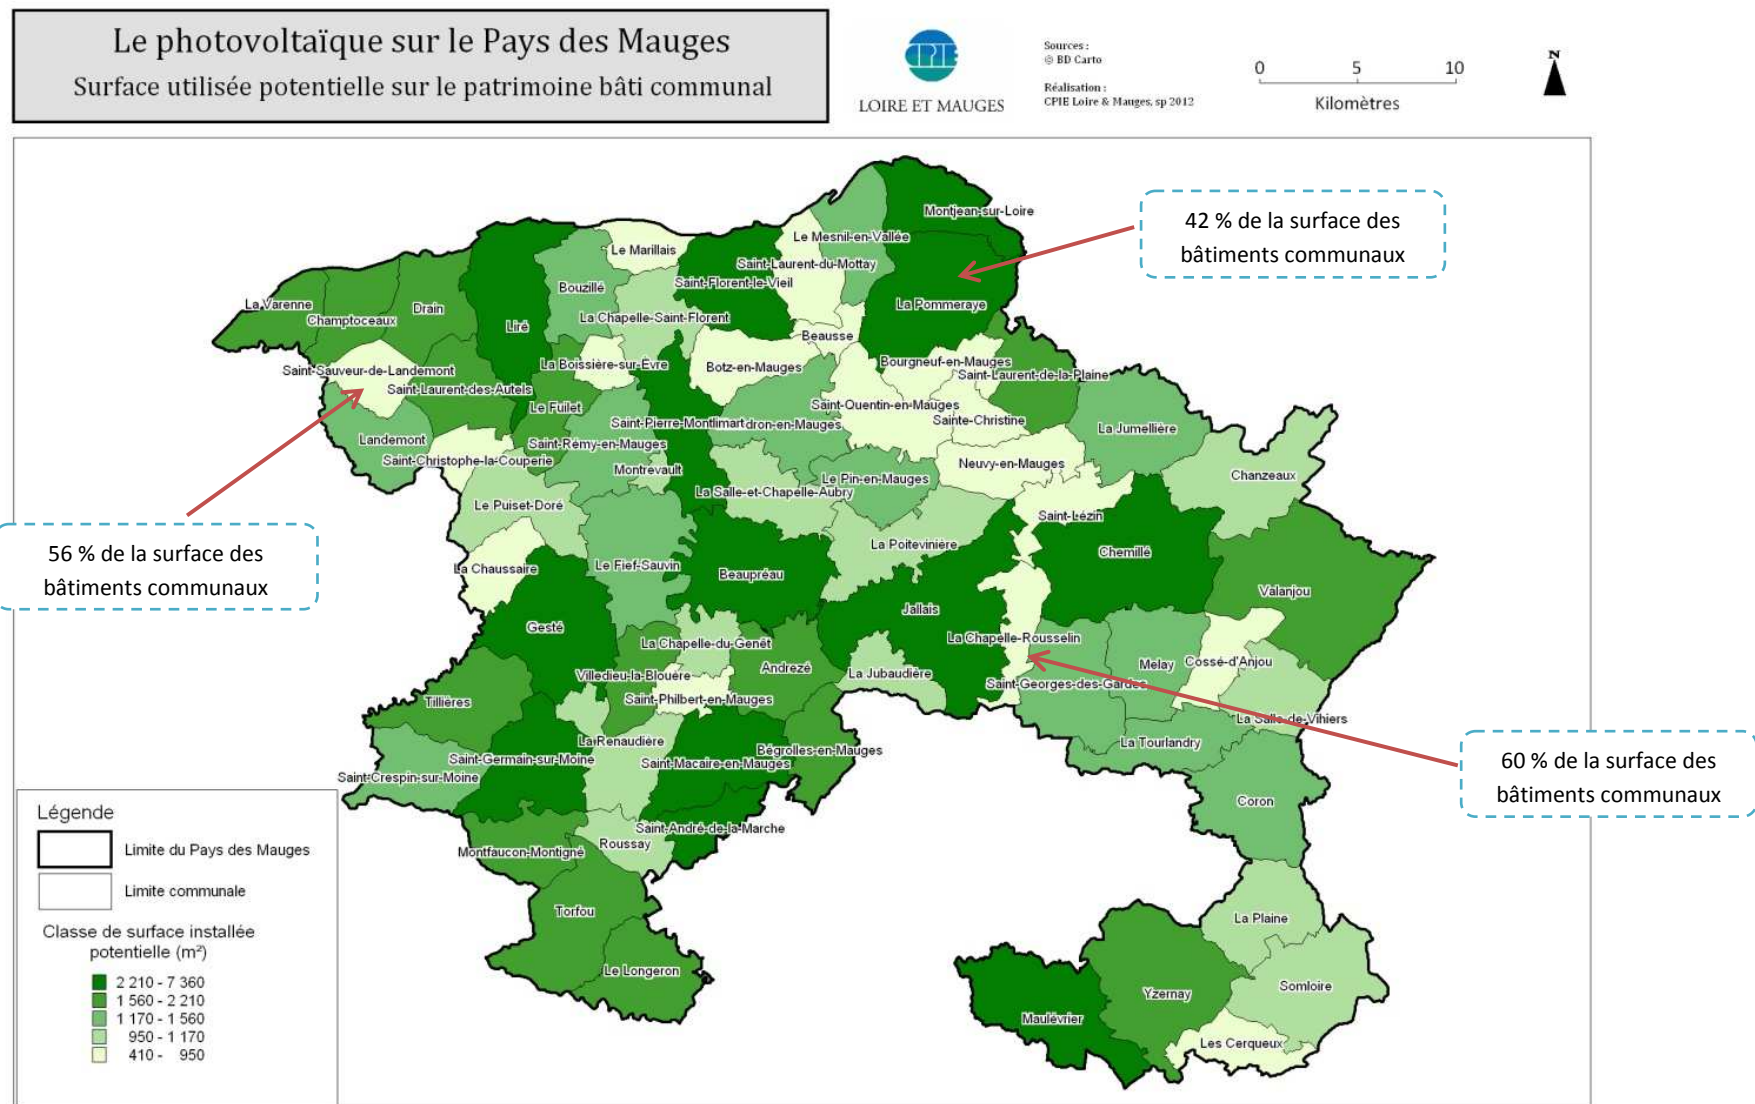 Le photovoltaïque sur le Pays des Mauges
Surface utilisée potentielle sur le patrimoine bâti communal
CPIE
LOIRE ET MAUGES
Sources :
© BD Carto
Réalisation :
CPIE Loire & Mauges, sp 2012
0 5 10
Kilomètres
N
42 % de la surface des
bâtiments communaux
56 % de la surface des
bâtiments communaux
60 % de la surface des
bâtiments communaux
Montjean-sur-Loire
Le Mesnil-en-Vallée
Le Marillais
Saint-Laurent-du-Mottay
Saint-Florent-le-Vieil
Bouzillé
La Pommeraye
La Varenne
Drain
Champtoceaux
Liré
La Chapelle-Saint-Florent
Beausse
La Boissière-sur-Èvre
Botz-en-Mauges
Bourgneuf-en-Mauges
Saint-Laurent-de-la-Plaine
Saint-Sauveur-de-Landemont
Saint-Laurent-des-Autels
Le Fuilet
Saint-Quentin-en-Mauges
Sainte-Christine
Saint-Pierre-Montlimart
dron-en-Mauges
La Jumellière
Landemont
Saint-Rémy-en-Mauges
Saint-Christophe-la-Couperie
Montrevault
Neuvy-en-Mauges
Chanzeaux
Le Pin-en-Mauges
La Salle-et-Chapelle-Aubry
Le Puiset-Doré
Saint-Lézin
La Poitevinière
Chemillé
La Chaussaire
Le Fief-Sauvin
Beaupréau
Valanjou
Jallais
Gesté
La Chapelle-Rousselin
La Chapelle-du-Genêt
Andrezé
Melay
Cossé-d'Anjou
Villedieu-la-Blouère
La Jubaudière
Saint-Georges-des-Gardes
Saint-Philbert-en-Mauges
Tillières
La Salle-de-Vihiers
La Renaudière
La Tourlandry
Bégrolles-en-Mauges
Saint-Germain-sur-Moine
Saint-Macaire-en-Mauges
Saint-Crespin-sur-Moine
Coron
Saint-André-de-la-Marche
Roussay
Montfaucon-Montigné
Torfou
La Plaine
Le Longeron
Somloire
Yzernay
Maulévrier
Les Cerqueux
Légende
Limite du Pays des Mauges
Limite communale
Classe de surface installée
potentielle (m²)
2 210 - 7 360
1 560 - 2 210
1 170 - 1 560
950 - 1 170
410 - 950